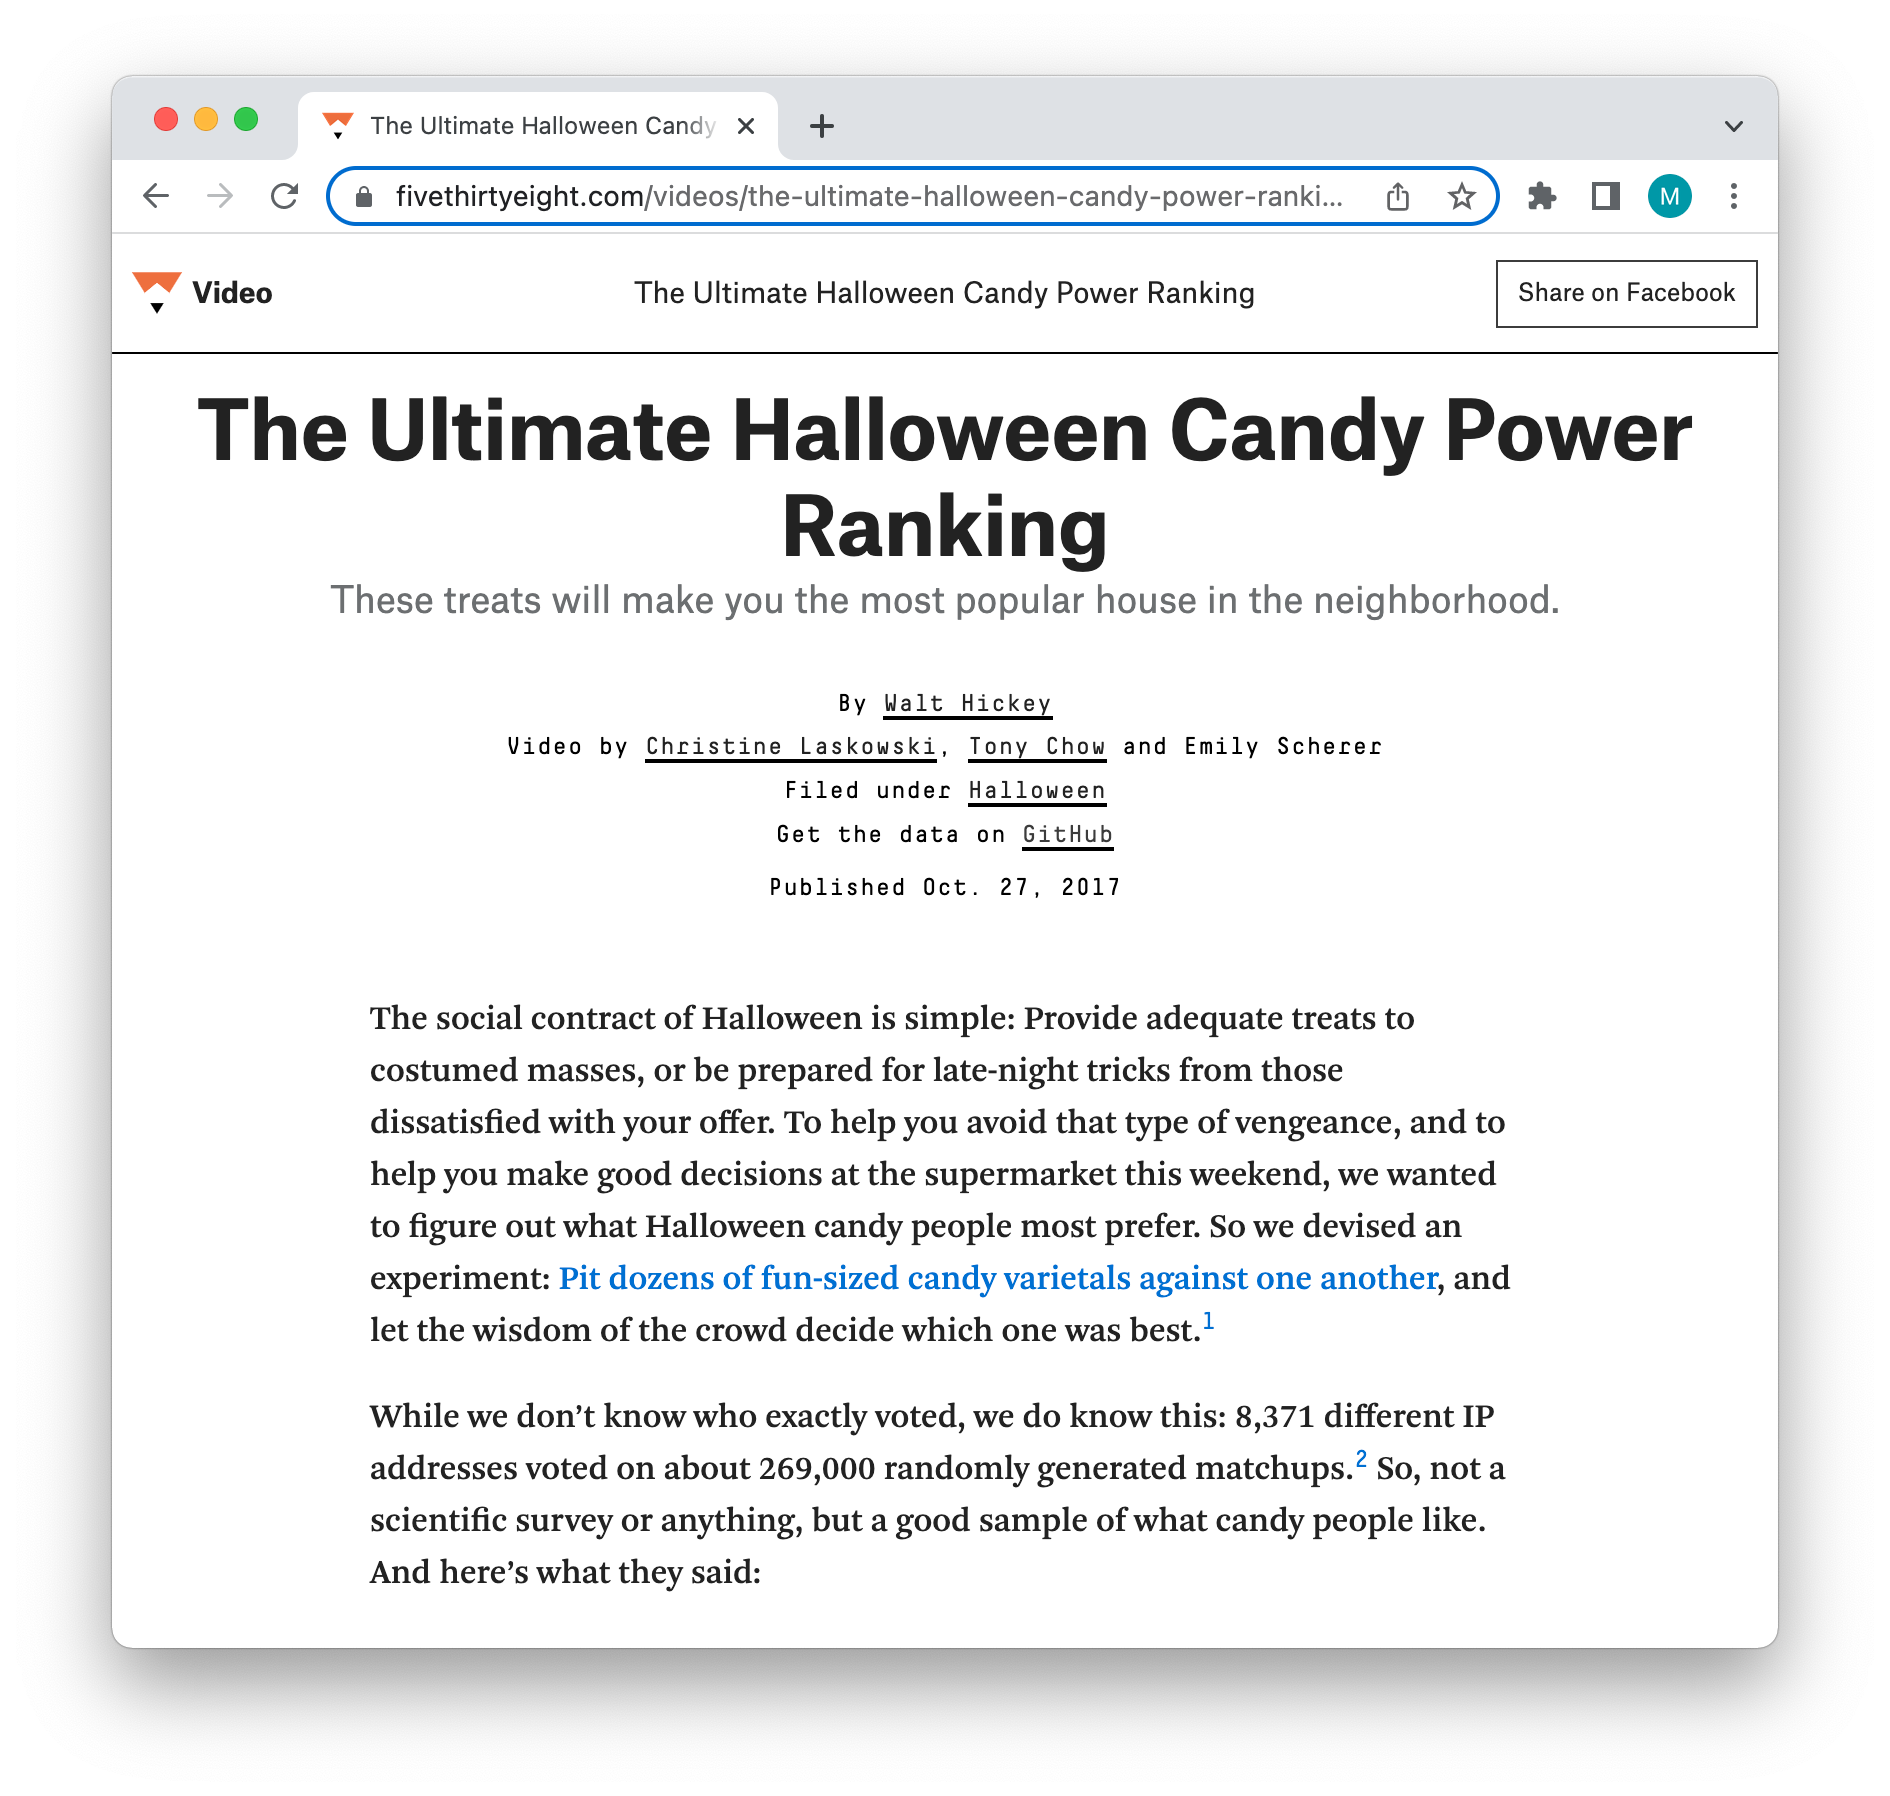 The Ultimate Halloween Candy
fivethirtyeight.com/videos/the-ultimate-halloween-candy-power-ranki...
M
Video
The Ultimate Halloween Candy Power Ranking
Share on Facebook
The Ultimate Halloween Candy Power
Ranking
These treats will make you the most popular house in the neighborhood.
By Walt Hickey
Video by Christine Laskowski, Tony Chow and Emily Scherer
Filed under Halloween
Get the data on GitHub
Published Oct. 27, 2017
The social contract of Halloween is simple: Provide adequate treats to
costumed masses, or be prepared for late-night tricks from those
dissatisfied with your offer. To help you avoid that type of vengeance, and to
help you make good decisions at the supermarket this weekend, we wanted
to figure out what Halloween candy people most prefer. So we devised an
experiment: Pit dozens of fun-sized candy varietals against one another, and
let the wisdom of the crowd decide which one was best.1
While we don’t know who exactly voted, we do know this: 8,371 different IP
addresses voted on about 269,000 randomly generated matchups.2 So, not a
scientific survey or anything, but a good sample of what candy people like.
And here’s what they said: